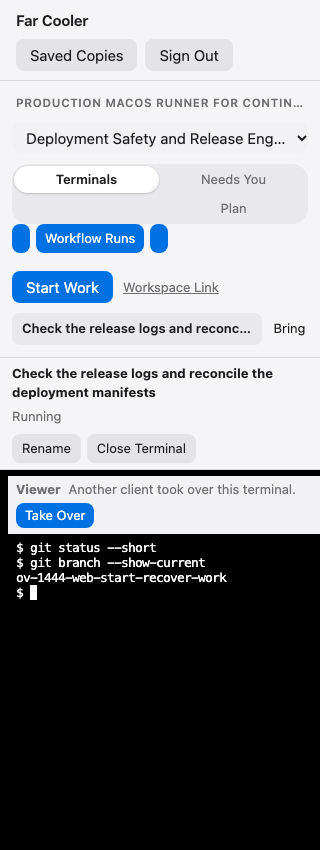 Far Cooler
Saved Copies Sign Out
PRODUCTION MACOS RUNNER FOR CONTIN...
Deployment Safety and Release Eng...
Terminals Needs You
Plan
Workflow Runs
Start Work Workspace Link
Check the release logs and reconc... Bring
Check the release logs and reconcile the
deployment manifests
Running
Rename Close Terminal
Viewer Another client took over this terminal.
Take Over
$ git status --short
$ git branch --show-current
ov-1444-web-start-recover-work
$